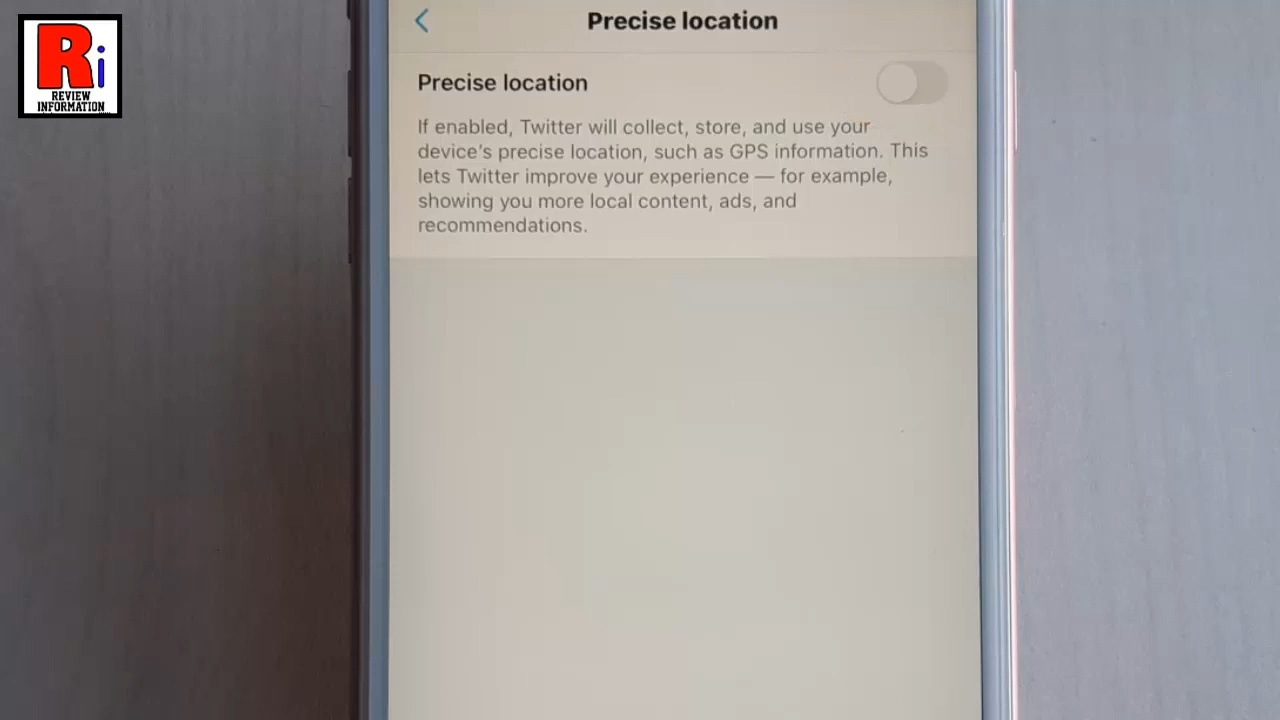 Ri
REVIEW
INFORMATION
Precise location
Precise location
If enabled, Twitter will collect, store, and use your
device's precise location, such as GPS information. This
lets Twitter improve your experience — for example,
showing you more local content, ads, and
recommendations.